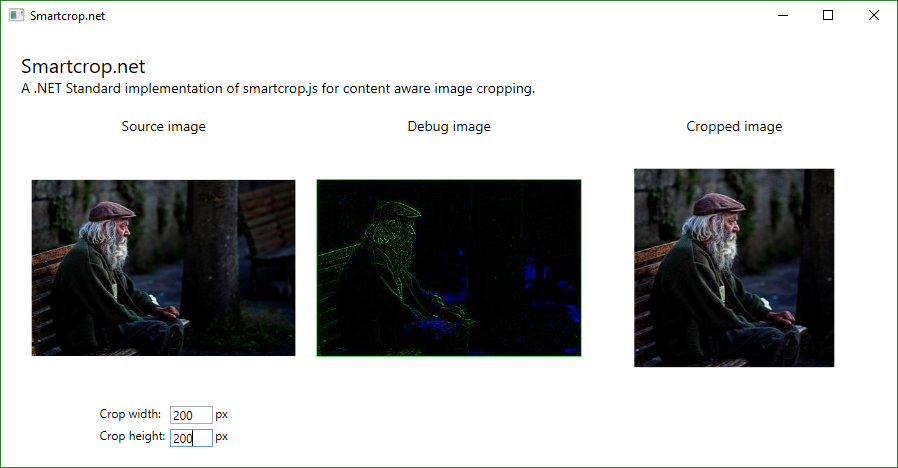 Smartcrop.net
Smartcrop.net
A .NET Standard implementation of smartcrop.js for content aware image cropping.
Source image
Debug image
Cropped image
Crop width: 200 px
Crop height: 200 px